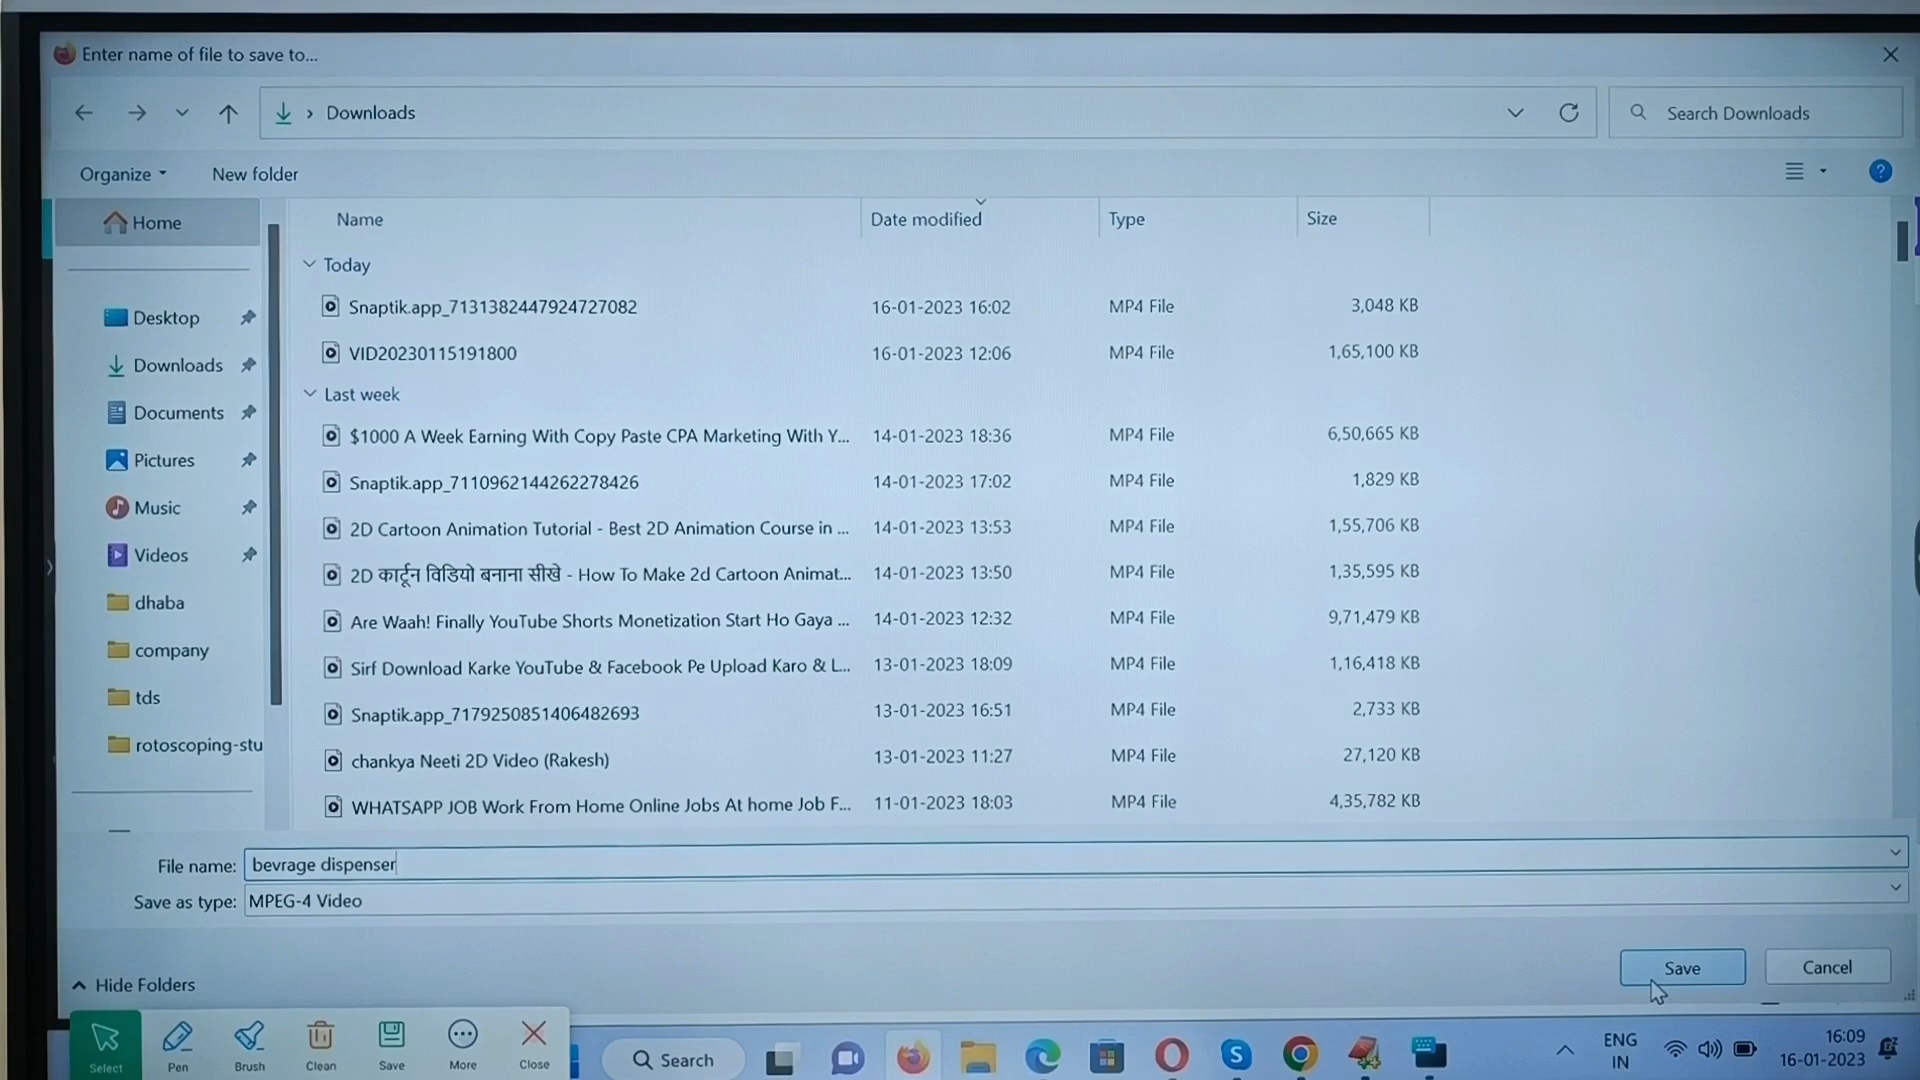 Enter name of file to save to...
Downloads
Search Downloads
Organize
New folder
Home
Desktop
Downloads
Documents
Pictures
Music
Videos
dhaba
company
tds
rotoscoping-stu
Name Date modified Type Size
Today
Snaptik.app_7131382447924727082 16-01-2023 16:02 MP4 File 3,048 KB
VID20230115191800 16-01-2023 12:06 MP4 File 1,65,100 KB
Last week
$1000 A Week Earning With Copy Paste CPA Marketing With Y... 14-01-2023 18:36 MP4 File 6,50,665 KB
Snaptik.app_7110962144262278426 14-01-2023 17:02 MP4 File 1,829 KB
2D Cartoon Animation Tutorial - Best 2D Animation Course in ... 14-01-2023 13:53 MP4 File 1,55,706 KB
2D कार्टून विडियो बनाना सीखे - How To Make 2d Cartoon Animat... 14-01-2023 13:50 MP4 File 1,35,595 KB
Are Waah! Finally YouTube Shorts Monetization Start Ho Gaya ... 14-01-2023 12:32 MP4 File 9,71,479 KB
Sirf Download Karke YouTube & Facebook Pe Upload Karo & L... 13-01-2023 18:09 MP4 File 1,16,418 KB
Snaptik.app_7179250851406482693 13-01-2023 16:51 MP4 File 2,733 KB
chankya Neeti 2D Video (Rakesh) 13-01-2023 11:27 MP4 File 27,120 KB
WHATSAPP JOB Work From Home Online Jobs At home Job F... 11-01-2023 18:03 MP4 File 4,35,782 KB
File name: bevrage dispenser
Save as type: MPEG-4 Video
Save
Cancel
Hide Folders
Select
Pen
Brush
Clean
Save
More
Close
Search
ENG
IN
16:09
16-01-2023